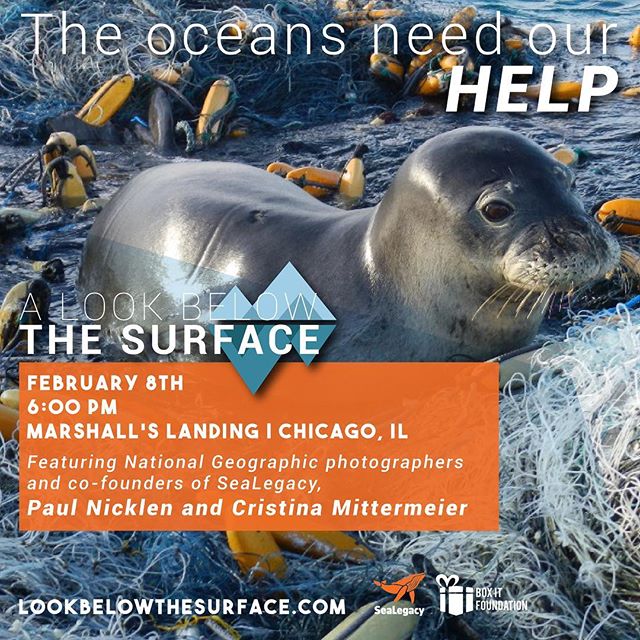 The oceans need our
HELP
A LOOK BELOW
THE SURFACE
FEBRUARY 8TH
6:00 PM
MARSHALL'S LANDING | CHICAGO, IL
Featuring National Geographic photographers
and co-founders of SeaLegacy,
Paul Nicklen and Cristina Mittermeier
LOOKBELOWTHESURFACE.COM
SeaLegacy
BOX IT
FOUNDATION